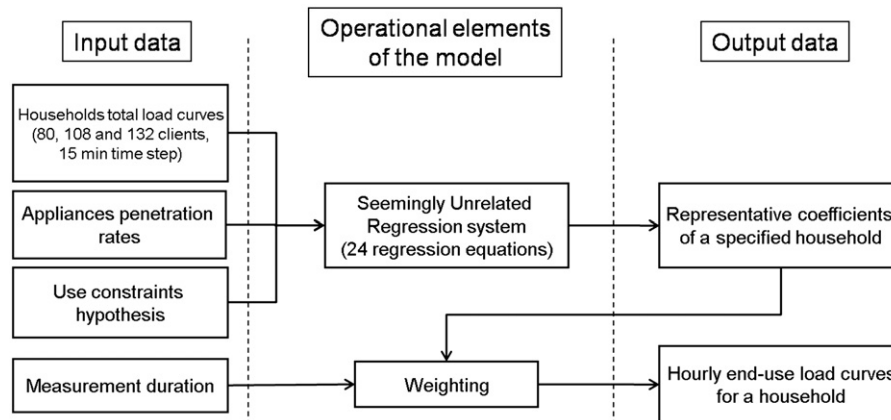 Input data
Operational elements
of the model
Output data
Households total load curves
(80, 108 and 132 clients,
15 min time step)
Appliances penetration
rates
Use constraints
hypothesis
Measurement duration
Seemingly Unrelated
Regression system
(24 regression equations)
Weighting
Representative coefficients
of a specified household
Hourly end-use load curves
for a household